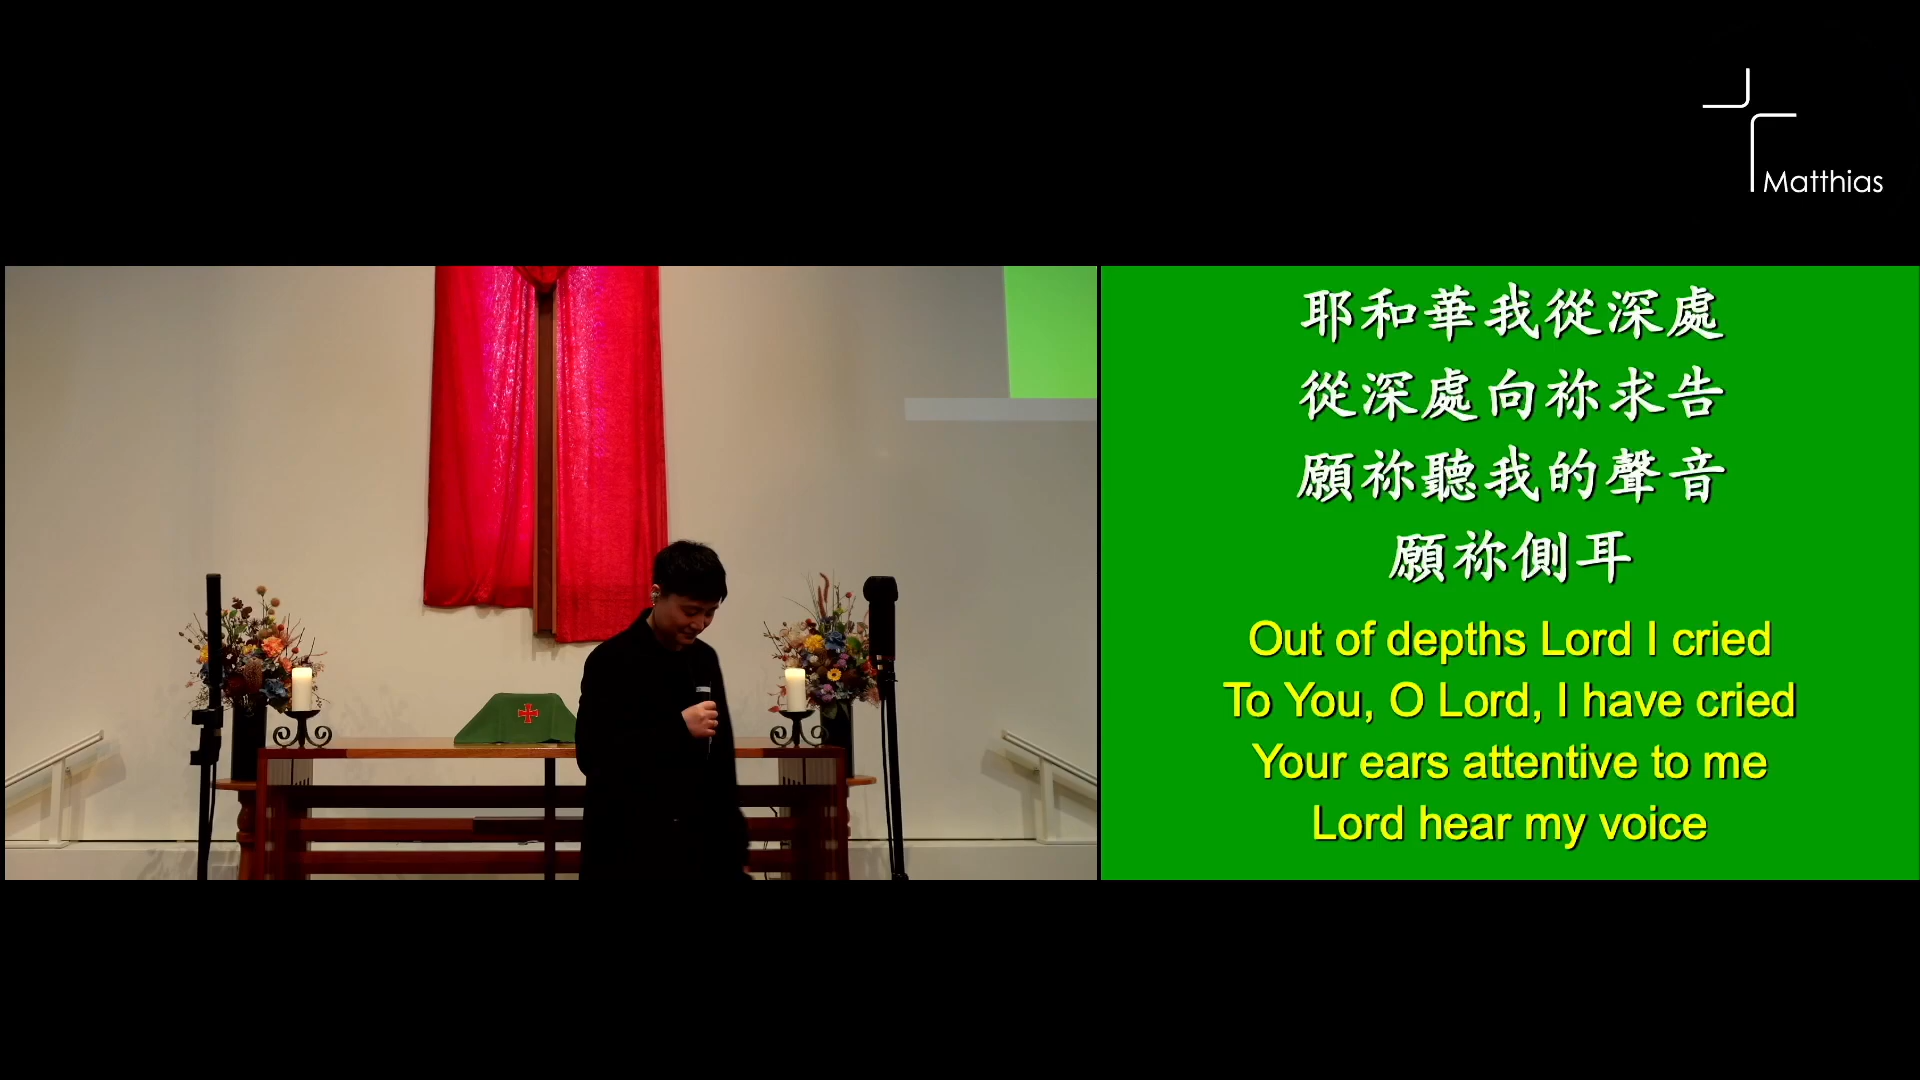 Matthias
耶和華我從深處
從深處向祢求告
願祢聽我的聲音
願祢側耳
Out of depths Lord I cried
To You, O Lord, I have cried
Your ears attentive to me
Lord hear my voice